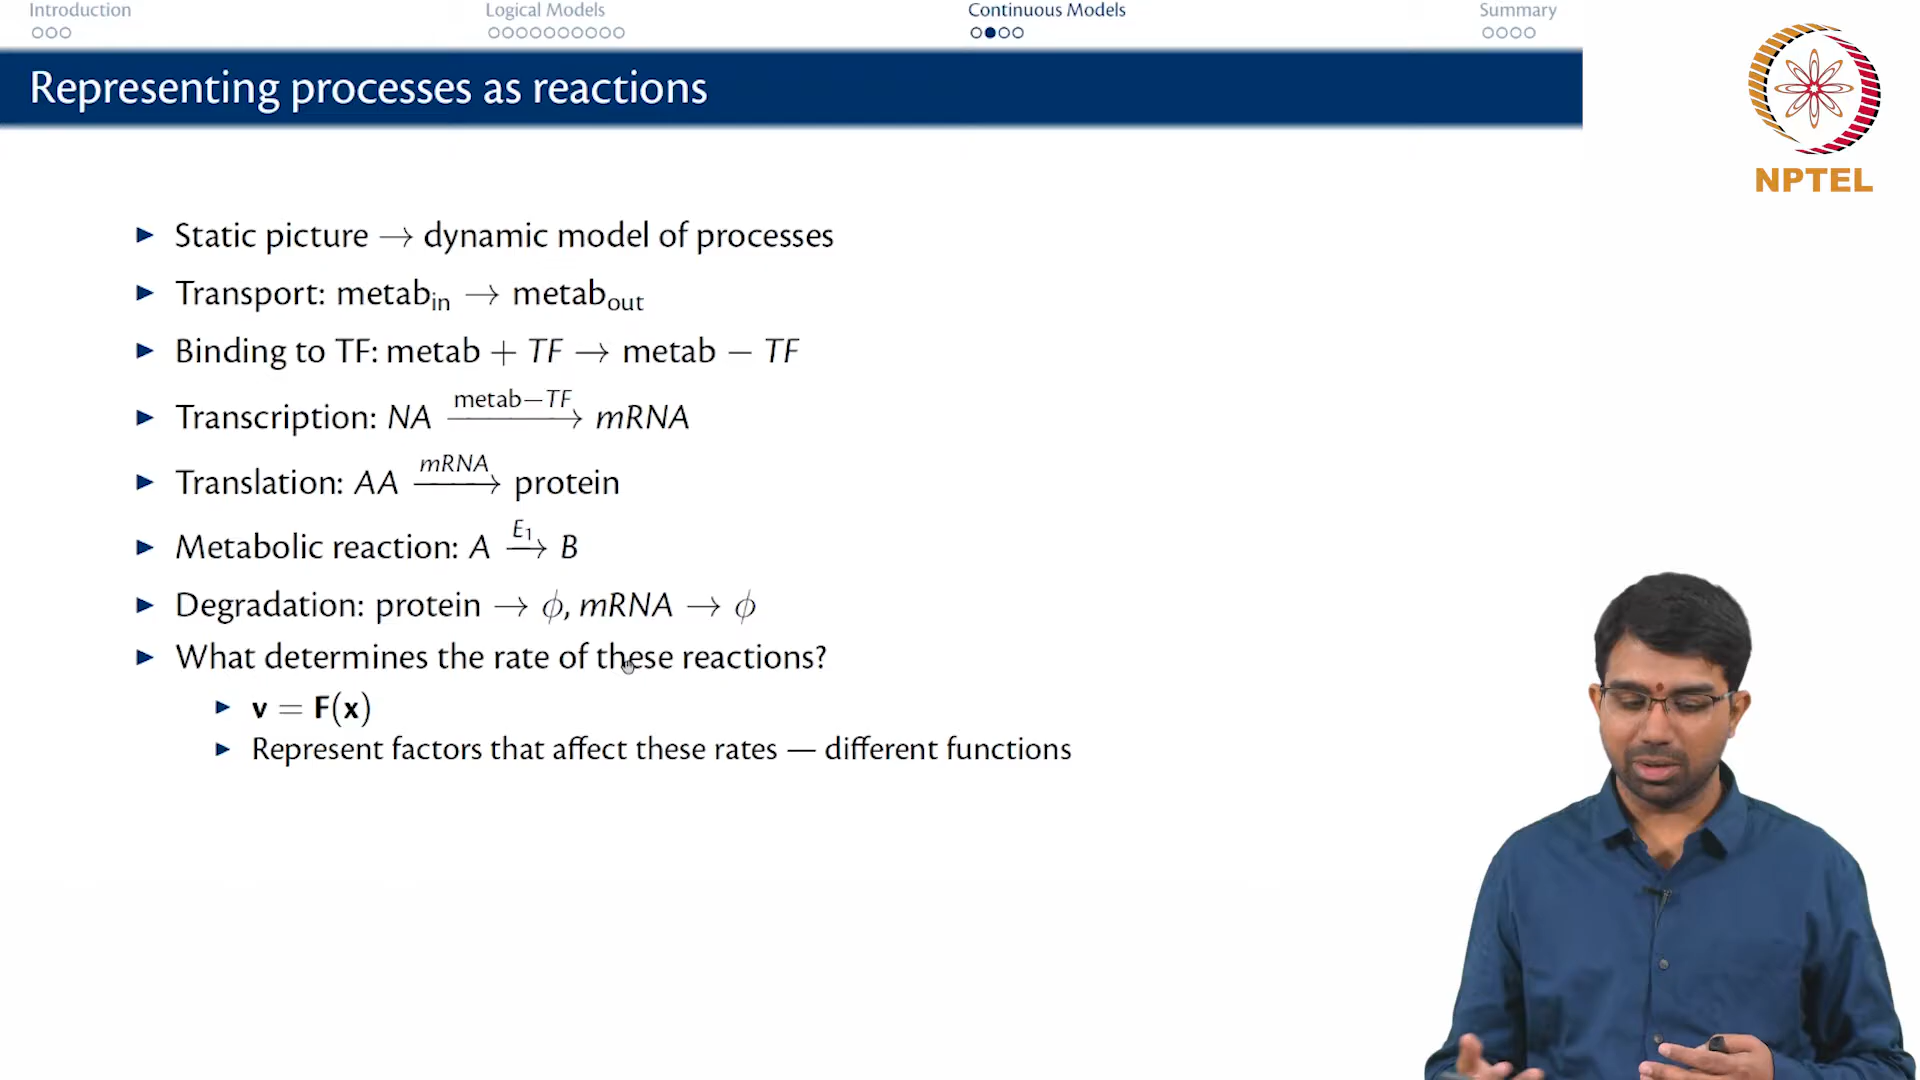 Introduction
Logical Models
Continuous Models
Summary
Representing processes as reactions
NPTEL
Static picture → dynamic model of processes
Transport: metab_in → metab_out
Binding to TF: metab + TF → metab − TF
metab−TF
Transcription: NA → mRNA
mRNA
Translation: AA → protein
E₁
Metabolic reaction: A → B
Degradation: protein → ϕ, mRNA → ϕ
What determines the rate of these reactions?
v = F(x)
Represent factors that affect these rates — different functions